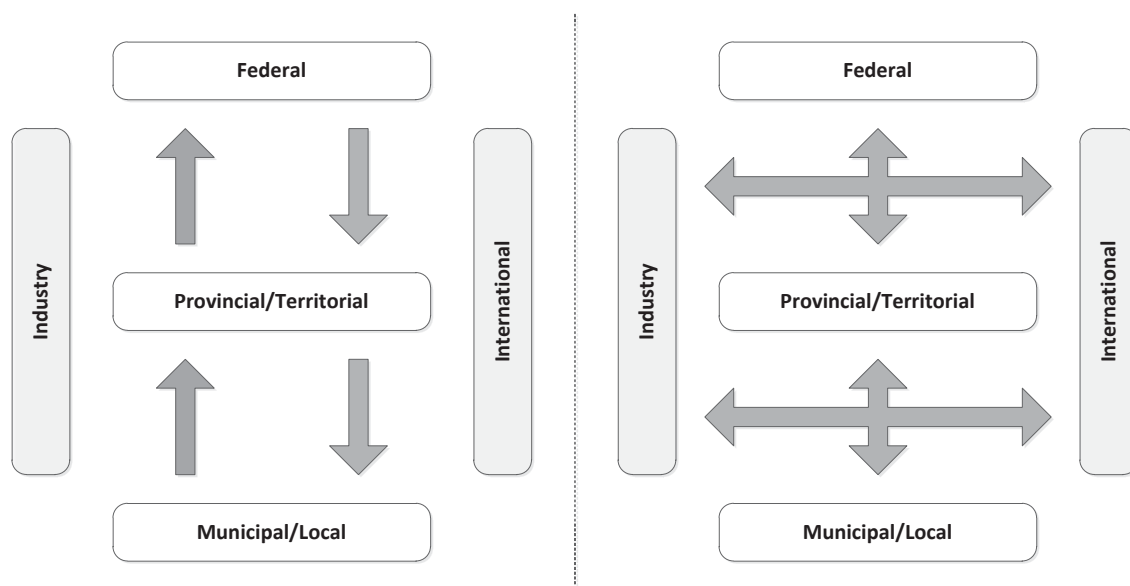 Federal
Industry
Provincial/Territorial
International
Municipal/Local
Federal
Industry
Provincial/Territorial
International
Municipal/Local